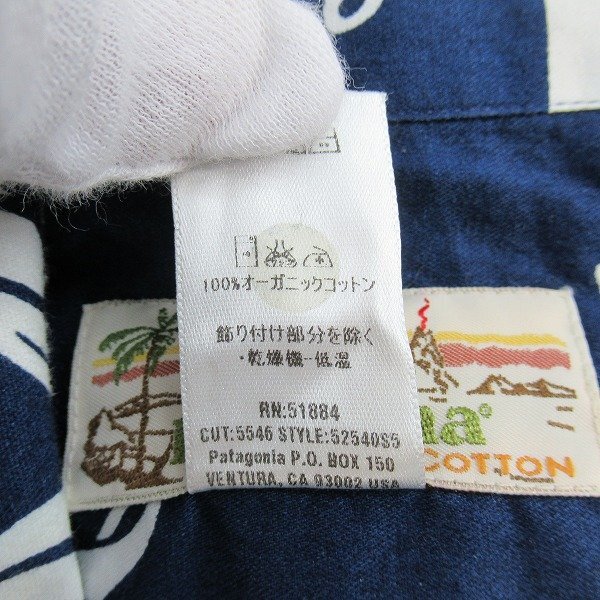 100%オーガニックコットン
飾り付け部分を除く
・乾燥機-低温
RN:51884
CUT:5546 STYLE:52540S5
Patagonia P.O. BOX 150
VENTURA, CA 93002 USA
COTTON